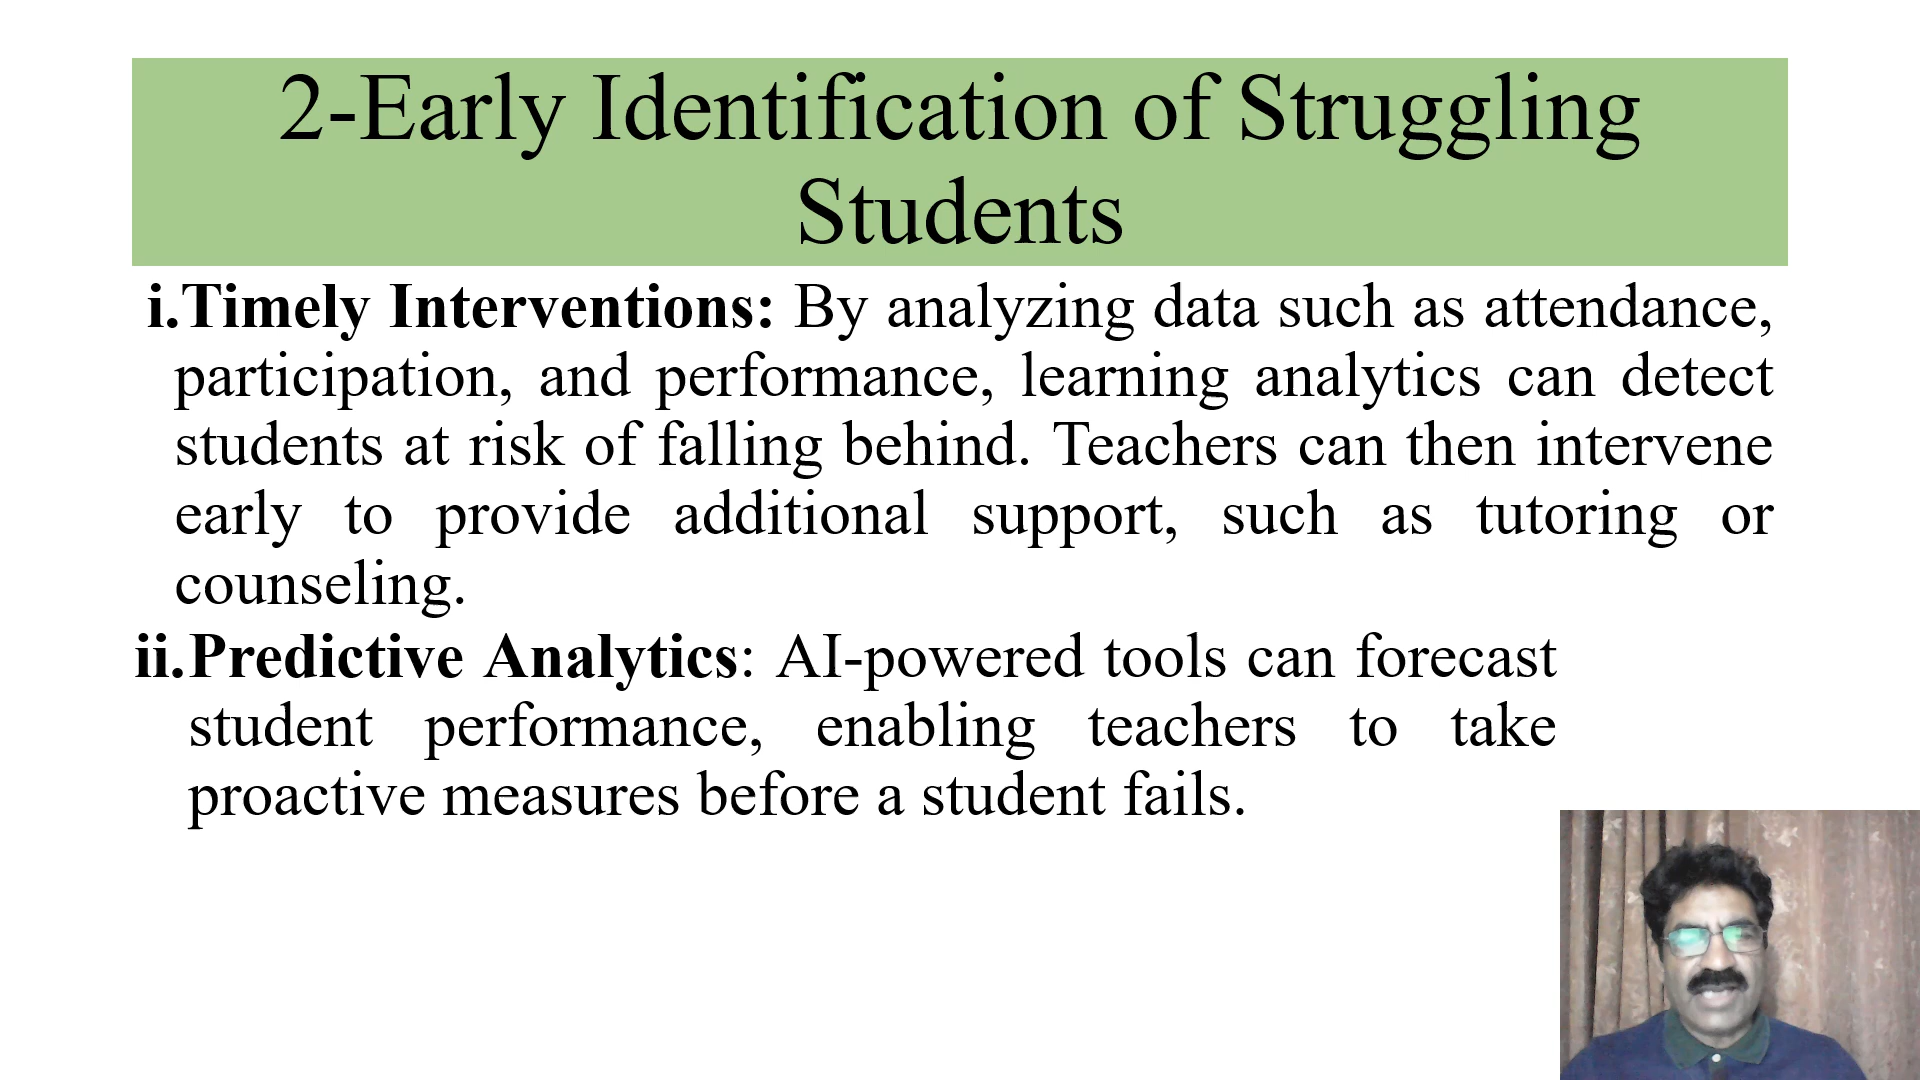 2-Early Identification of Struggling
Students
i.Timely Interventions: By analyzing data such as attendance,
participation, and performance, learning analytics can detect
students at risk of falling behind. Teachers can then intervene
early to provide additional support, such as tutoring or
counseling.
ii.Predictive Analytics: AI-powered tools can forecast
student performance, enabling teachers to take
proactive measures before a student fails.